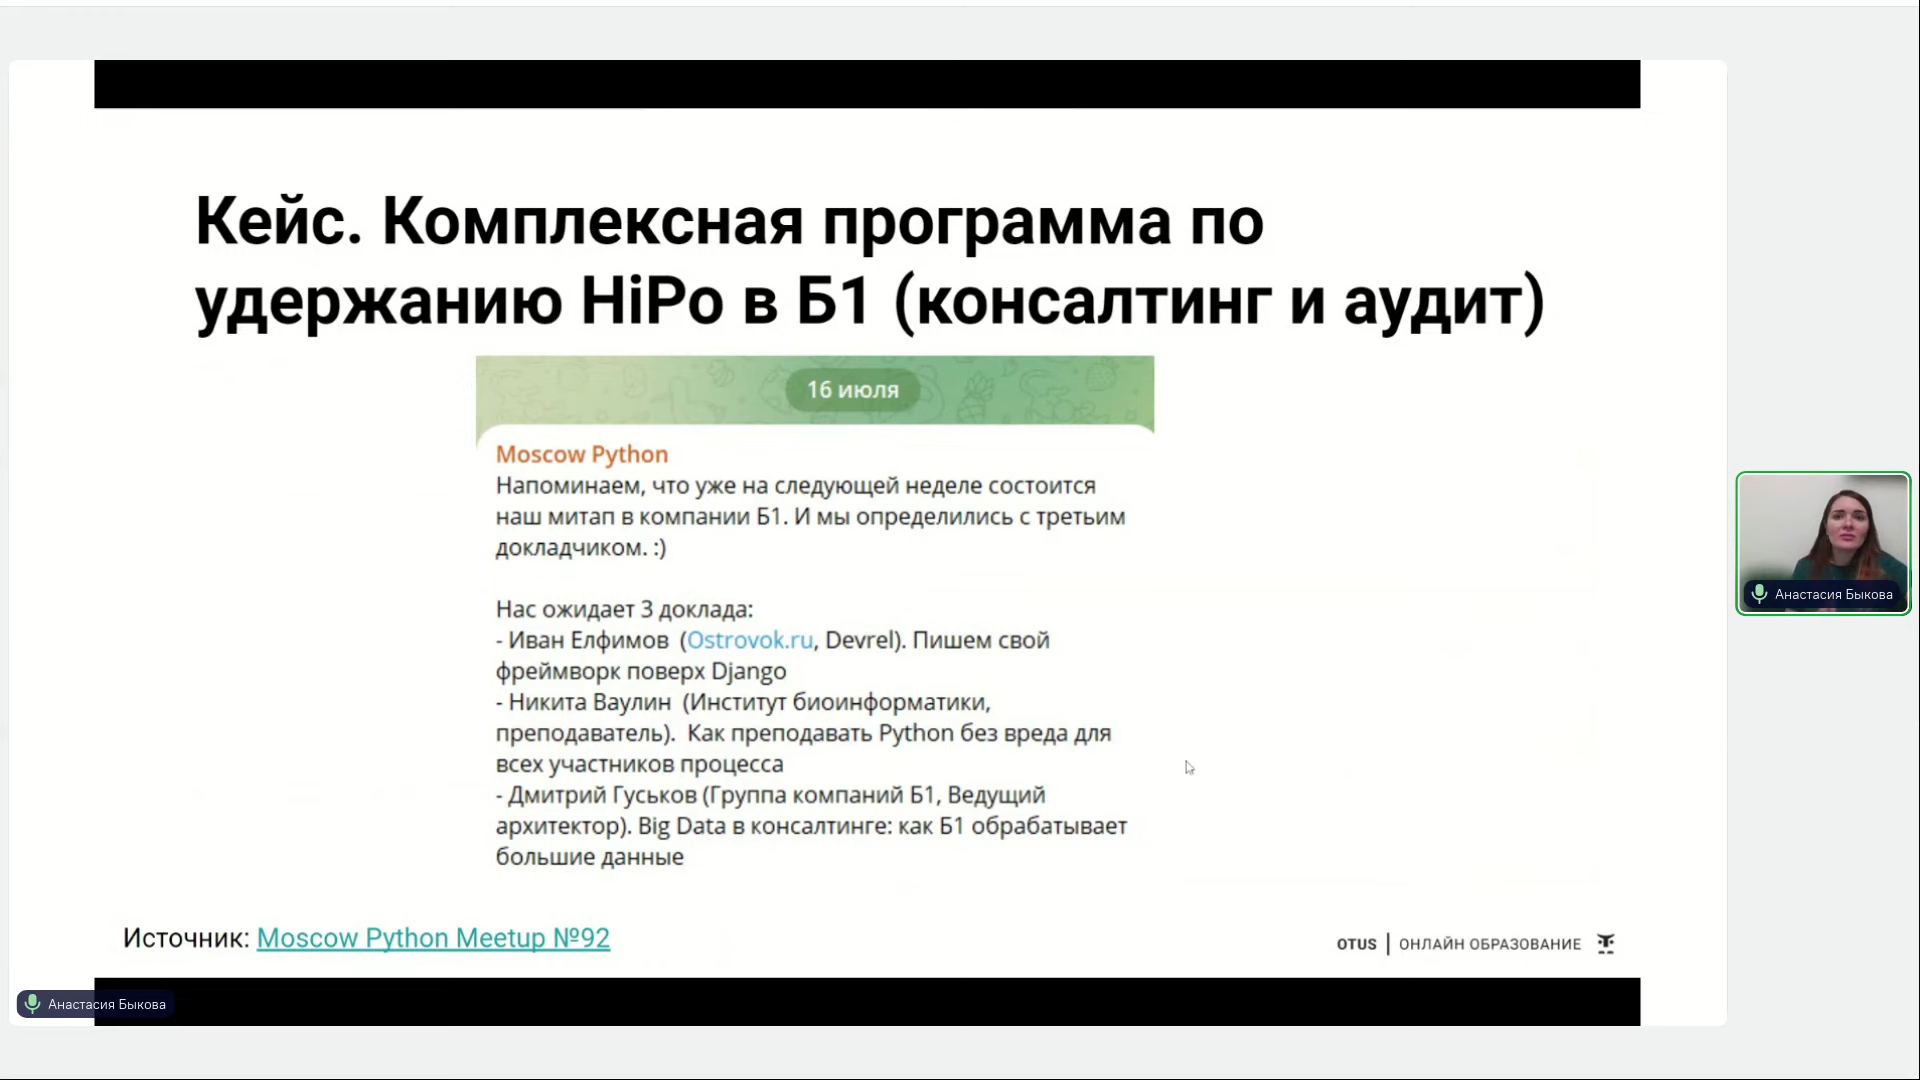 Кейс. Комплексная программа по
удержанию HiPo в Б1 (консалтинг и аудит)
16 июля
Moscow Python
Напоминаем, что уже на следующей неделе состоится
наш митап в компании Б1. И мы определились с третьим
докладчиком. :)
Нас ожидает 3 доклада:
- Иван Елфимов (Ostrovok.ru, Devrel). Пишем свой
фреймворк поверх Django
- Никита Ваулин (Институт биоинформатики,
преподаватель). Как преподавать Python без вреда для
всех участников процесса
- Дмитрий Гуськов (Группа компаний Б1, Ведущий
архитектор). Big Data в консалтинге: как Б1 обрабатывает
большие данные
Источник: Moscow Python Meetup №92
OTUS | ОНЛАЙН ОБРАЗОВАНИЕ
Анастасия Быкова
Анастасия Быкова